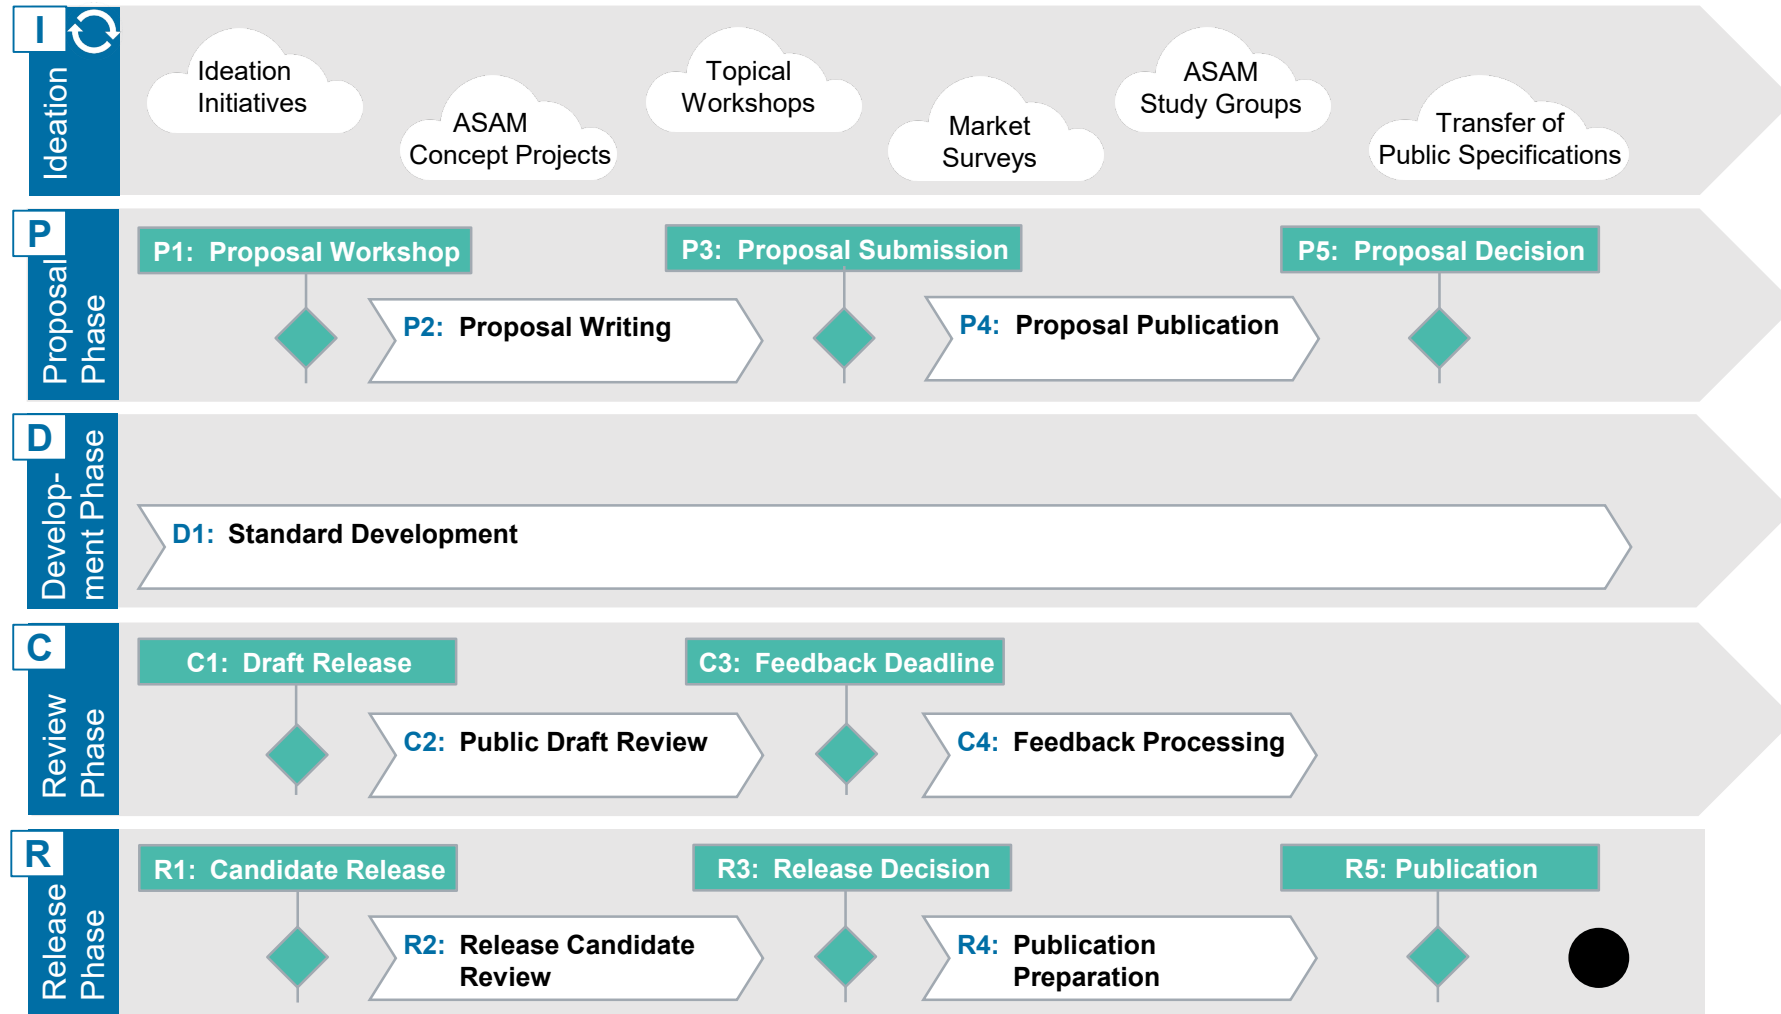 I
Ideation
Ideation
Initiatives
ASAM
Concept Projects
Topical
Workshops
Market
Surveys
ASAM
Study Groups
Transfer of
Public Specifications
P
Proposal
Phase
P1: Proposal Workshop
P2: Proposal Writing
P3: Proposal Submission
P4: Proposal Publication
P5: Proposal Decision
D
Develop-
ment Phase
D1: Standard Development
C
Review
Phase
C1: Draft Release
C2: Public Draft Review
C3: Feedback Deadline
C4: Feedback Processing
R
Release
Phase
R1: Candidate Release
R2: Release Candidate
Review
R3: Release Decision
R4: Publication
Preparation
R5: Publication